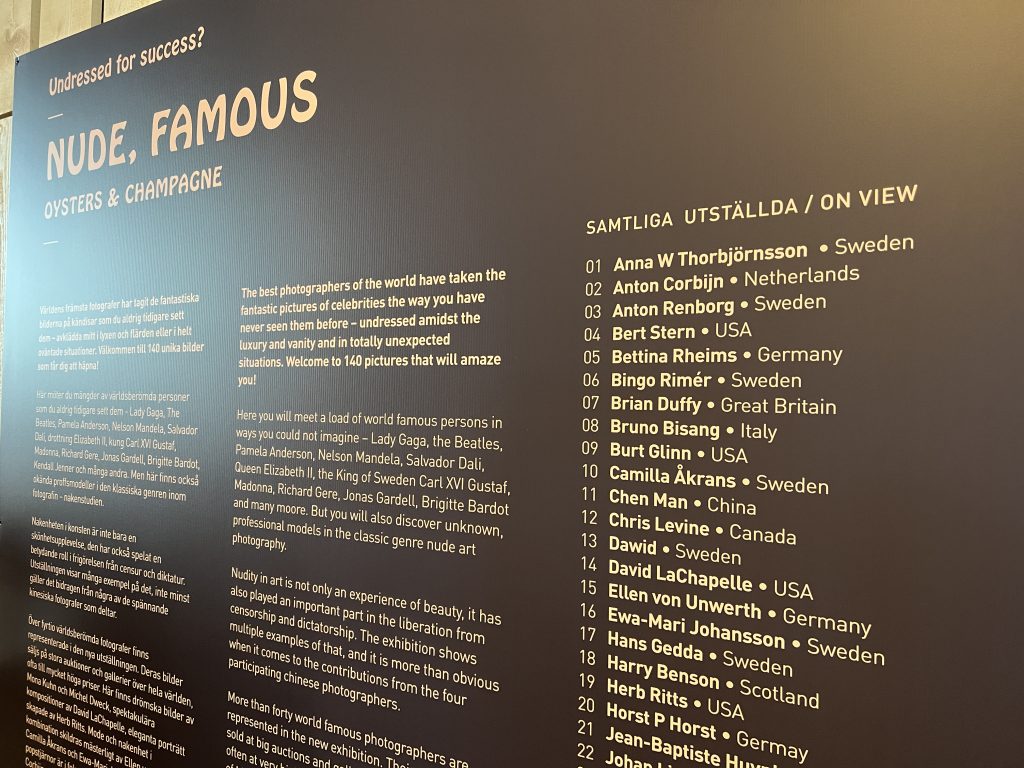 Undressed for success?
NUDE, FAMOUS
OYSTERS & CHAMPAGNE
Världens främsta fotografer har tagit de fantastiska
bilderna på kändisar som du aldrig tidigare sett
dem – avklädda mitt i lyxen och flärden eller i helt
oväntade situationer. Välkommen till 140 unika bilder
som får dig att häpna!
Här möter du mängder av världsberömda personer
som du aldrig tidigare sett dem - Lady Gaga, The
Beatles, Pamela Anderson, Nelson Mandela, Salvador
Dali, drottning Elizabeth II, kung Carl XVI Gustaf,
Madonna, Richard Gere, Jonas Gardell, Brigitte Bardot,
Kendall Jenner och många andra. Men här finns också
okända proffsmodeller i den klassiska genren inom
fotografin – nakenstudien.
Nakenheten i konsten är inte bara en
skönhetsupplevelse, den har också spelat en
betydande roll i frigörelsen från censur och diktatur.
Utställningen visar många exempel på det, inte minst
gäller det bidragen från några av de spännande
kinesiska fotografer som deltar.
Över fyrtio världsberömda fotografer finns
representerade i den nya utställningen. Deras bilder
säljs på stora auktioner och gallerier över hela världen,
ofta till mycket höga priser. Här finns drömska bilder av
Mona Kuhn och Michel Dweck, spektakulära
kompositioner av David LaChapelle, eleganta porträtt
skapade av Herb Ritts. Mode och nakenhet i
kombination skildras mästerligt av Ellen
Camilla Åkrans och Ewa-Mari
popstjärnor är i
The best photographers of the world have taken the
fantastic pictures of celebrities the way you have
never seen them before – undressed amidst the
luxury and vanity and in totally unexpected
situations. Welcome to 140 pictures that will amaze
you!
Here you will meet a load of world famous persons in
ways you could not imagine – Lady Gaga, the Beatles,
Pamela Anderson, Nelson Mandela, Salvador Dali,
Queen Elizabeth II, the King of Sweden Carl XVI Gustaf,
Madonna, Richard Gere, Jonas Gardell, Brigitte Bardot
and many moore. But you will also discover unknown,
professional models in the classic genre nude art
photography.
Nudity in art is not only an experience of beauty, it has
also played an important part in the liberation from
censorship and dictatorship. The exhibition shows
multiple examples of that, and it is more than obvious
when it comes to the contributions from the four
participating chinese photographers.
More than forty world famous photographers are
represented in the new exhibition.
sold at big auctions and
often at very
SAMTLIGA UTSTÄLLDA / ON VIEW
01 Anna W Thorbjörnsson • Sweden
02 Anton Corbijn • Netherlands
03 Anton Renborg • Sweden
04 Bert Stern • USA
05 Bettina Rheims • Germany
06 Bingo Rimér • Sweden
07 Brian Duffy • Great Britain
08 Bruno Bisang • Italy
09 Burt Glinn • USA
10 Camilla Åkrans • Sweden
11 Chen Man • China
12 Chris Levine • Canada
13 Dawid • Sweden
14 David LaChapelle • USA
15 Ellen von Unwerth • Germany
16 Ewa-Mari Johansson • Sweden
17 Hans Gedda • Sweden
18 Harry Benson • Scotland
19 Herb Ritts • USA
20 Horst P Horst • Germay
21 Jean-Baptiste
22 Johan